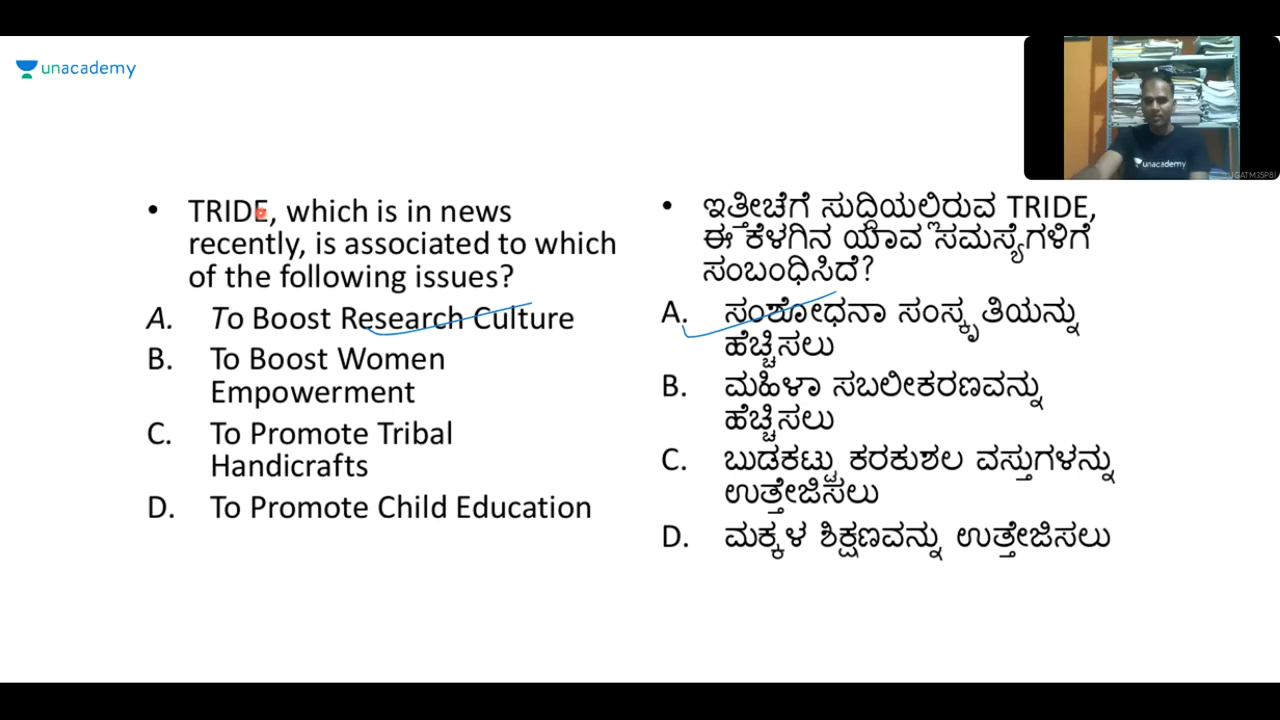 unacademy
unacademy
• TRIDE, which is in news
recently, is associated to which
of the following issues?
A. To Boost Research Culture
B. To Boost Women
Empowerment
C. To Promote Tribal
Handicrafts
D. To Promote Child Education
• ಇತ್ತೀಚೆಗೆ ಸುದ್ದಿಯಲ್ಲಿರುವ TRIDE,
ಈ ಕೆಳಗಿನ ಯಾವ ಸಮಸ್ಯೆಗಳಿಗೆ
ಸಂಬಂಧಿಸಿದೆ?
A. ಸಂಶೋಧನಾ ಸಂಸ್ಕೃತಿಯನ್ನು
ಹೆಚ್ಚಿಸಲು
B. ಮಹಿಳಾ ಸಬಲೀಕರಣವನ್ನು
ಹೆಚ್ಚಿಸಲು
C. ಬುಡಕಟ್ಟು ಕರಕುಶಲ ವಸ್ತುಗಳನ್ನು
ಉತ್ತೇಜಿಸಲು
D. ಮಕ್ಕಳ ಶಿಕ್ಷಣವನ್ನು ಉತ್ತೇಜಿಸಲು